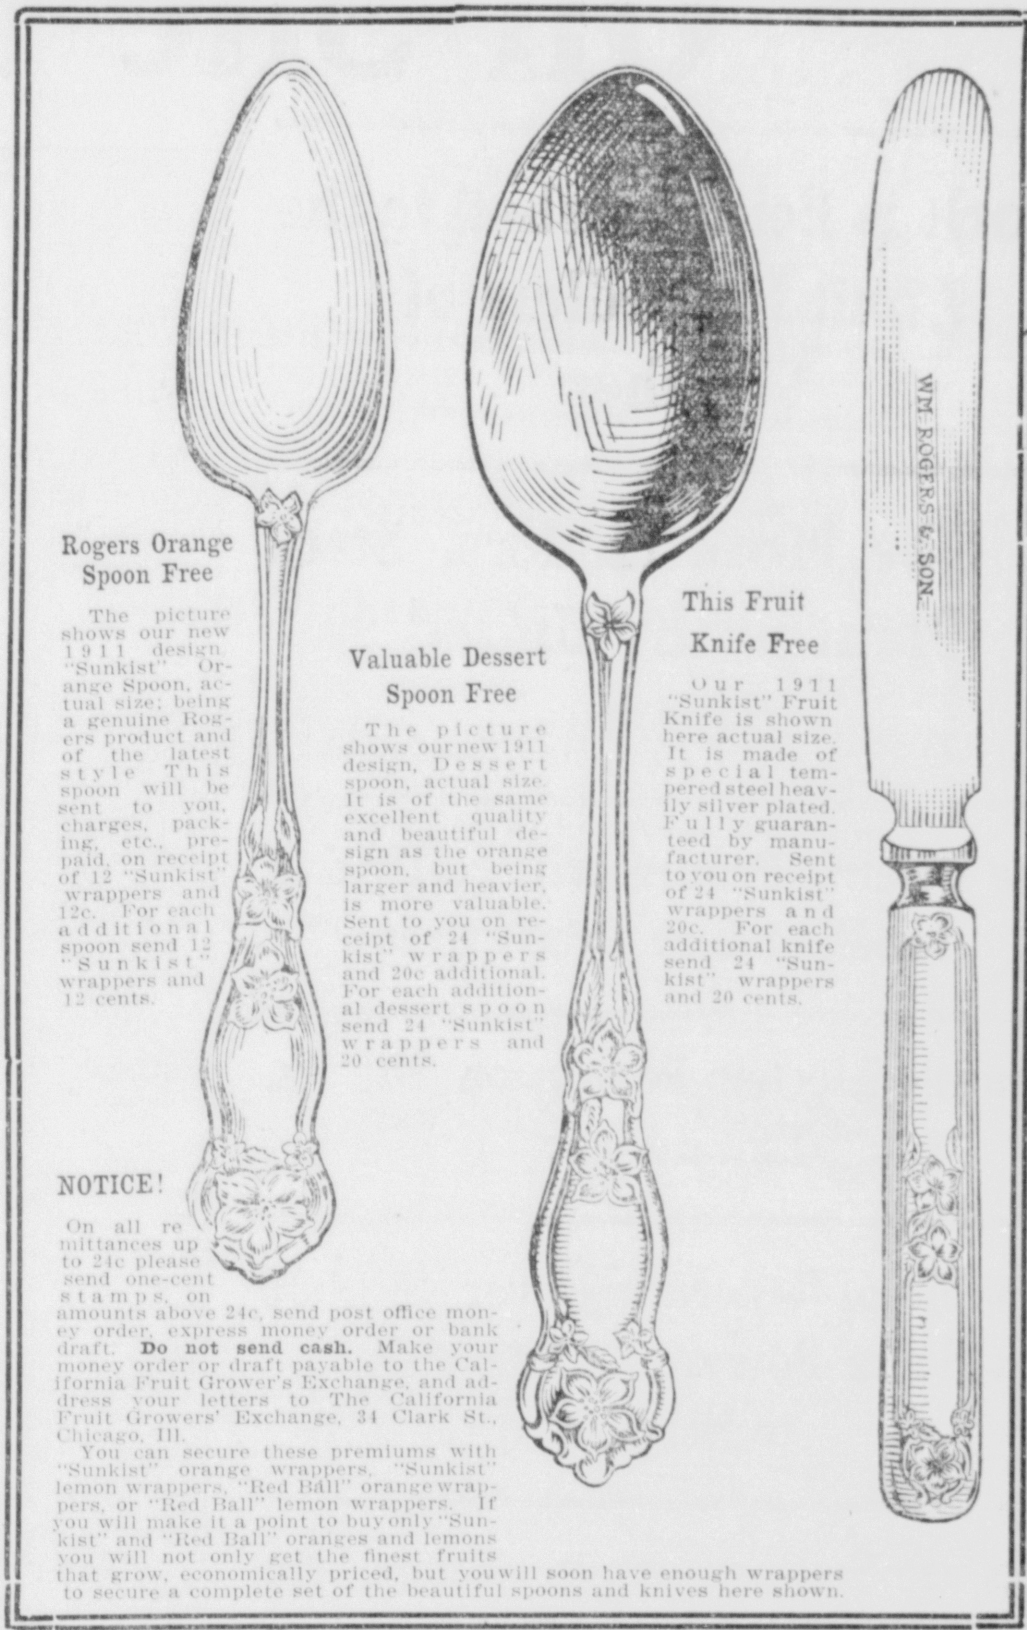 Rogers Orange
Spoon Free
The picture
shows our new
1911 design
"Sunkist" Or-
ange Spoon, ac-
tual size; being
a genuine Rog-
ers product and
of the latest
style This
spoon will be
sent to you,
charges, pack-
ing, etc., pre-
paid, on receipt
of 12 "Sunkist"
wrappers and
12c. For each
additional
spoon send 12
"Sunkist"
wrappers and
12 cents.
Valuable Dessert
Spoon Free
The picture
shows our new 1911
design, Dessert
spoon, actual size.
It is of the same
excellent quality
and beautiful de-
sign as the orange
spoon, but being
larger and heavier,
is more valuable.
Sent to you on re-
ceipt of 24 "Sun-
kist" wrappers
and 20c additional.
For each addition-
al dessert spoon
send 24 "Sunkist"
wrappers and
20 cents.
This Fruit
Knife Free
Our 1911
"Sunkist" Fruit
Knife is shown
here actual size.
It is made of
special tem-
pered steel heav-
ily silver plated.
Fully guaran-
teed by manu-
facturer. Sent
to you on receipt
of 24 "Sunkist"
wrappers and
20c. For each
additional knife
send 24 "Sun-
kist" wrappers
and 20 cents.
WM. ROGERS & SON.
NOTICE!
On all re
mittances up
to 24c please
send one-cent
stamps, on
amounts above 24c, send post office mon-
ey order, express money order or bank
draft. Do not send cash. Make your
money order or draft payable to the Cal-
ifornia Fruit Grower's Exchange, and ad-
dress your letters to The California
Fruit Growers' Exchange, 34 Clark St.,
Chicago, Ill.
You can secure these premiums with
"Sunkist" orange wrappers, "Sunkist"
lemon wrappers, "Red Ball" orange wrap-
pers, or "Red Ball" lemon wrappers. If
you will make it a point to buy only "Sun-
kist" and "Red Ball" oranges and lemons
you will not only get the finest fruits
that grow, economically priced, but you will soon have enough wrappers
to secure a complete set of the beautiful spoons and knives here shown.